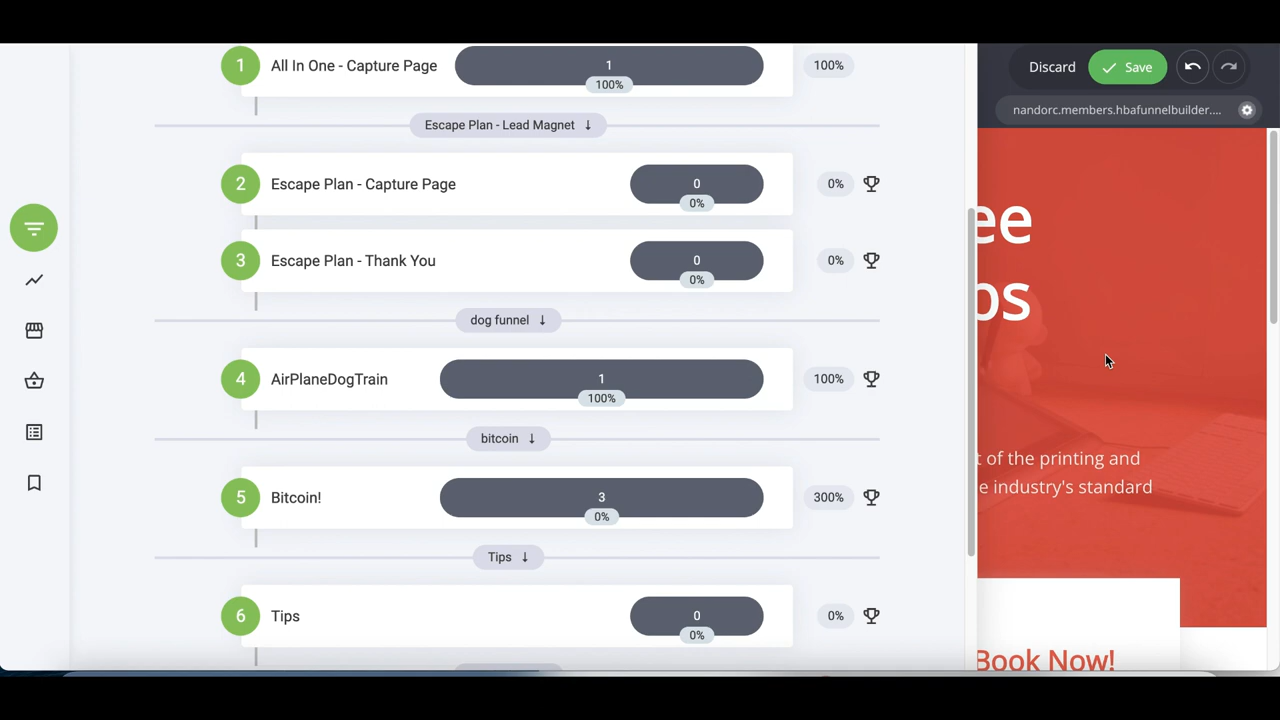 1 All In One - Capture Page 1 100%
100%
Escape Plan - Lead Magnet ↓
2 Escape Plan - Capture Page 0 0%
0%
3 Escape Plan - Thank You 0 0%
0%
dog funnel ↓
4 AirPlaneDogTrain 1 100%
100%
bitcoin ↓
5 Bitcoin! 3 300%
0%
Tips ↓
6 Tips 0 0%
0%
Discard Save
nandorc.members.hbafunnelbuilder....
ee
ps
t of the printing and
e industry's standard
Book Now!